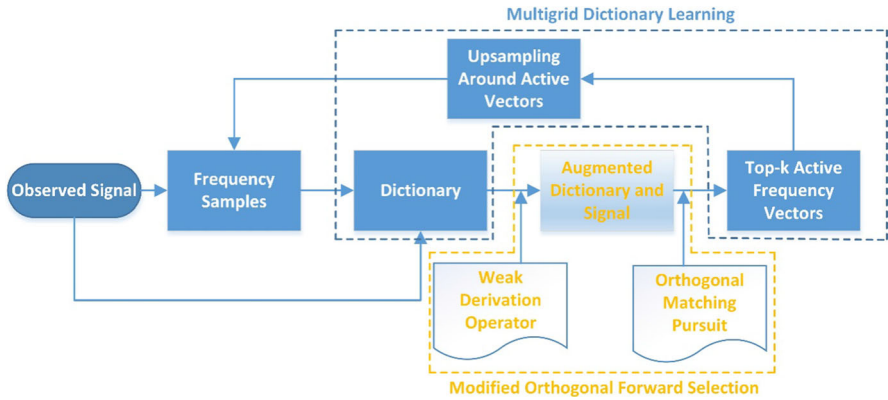 Multigrid Dictionary Learning
Upsampling
Around Active
Vectors
Observed Signal
Frequency
Samples
Dictionary
Augmented
Dictionary and
Signal
Top-k Active
Frequency
Vectors
Weak
Derivation
Operator
Orthogonal
Matching
Pursuit
Modified Orthogonal Forward Selection